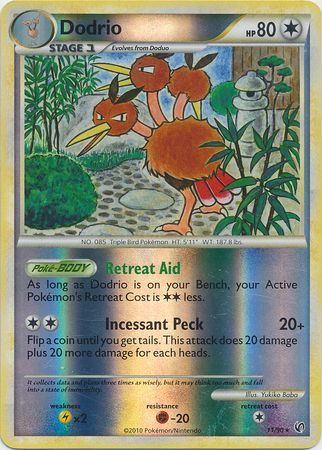 Dodrio
HP 80
STAGE 1 Evolves from Doduo
NO. 085 Triple Bird Pokémon HT: 5'11" WT: 187.8 lbs.
Poké-BODY Retreat Aid
As long as Dodrio is on your Bench, your Active
Pokémon's Retreat Cost is less.
Incessant Peck 20+
Flip a coin until you get tails. This attack does 20 damage
plus 20 more damage for each heads.
It collects data and plans three times as wisely, but it may think too much and fall
into a state of immobility.
Illus. Yukiko Baba
weakness resistance retreat cost
×2 -20
©2010 Pokémon/Nintendo 11/90 ★